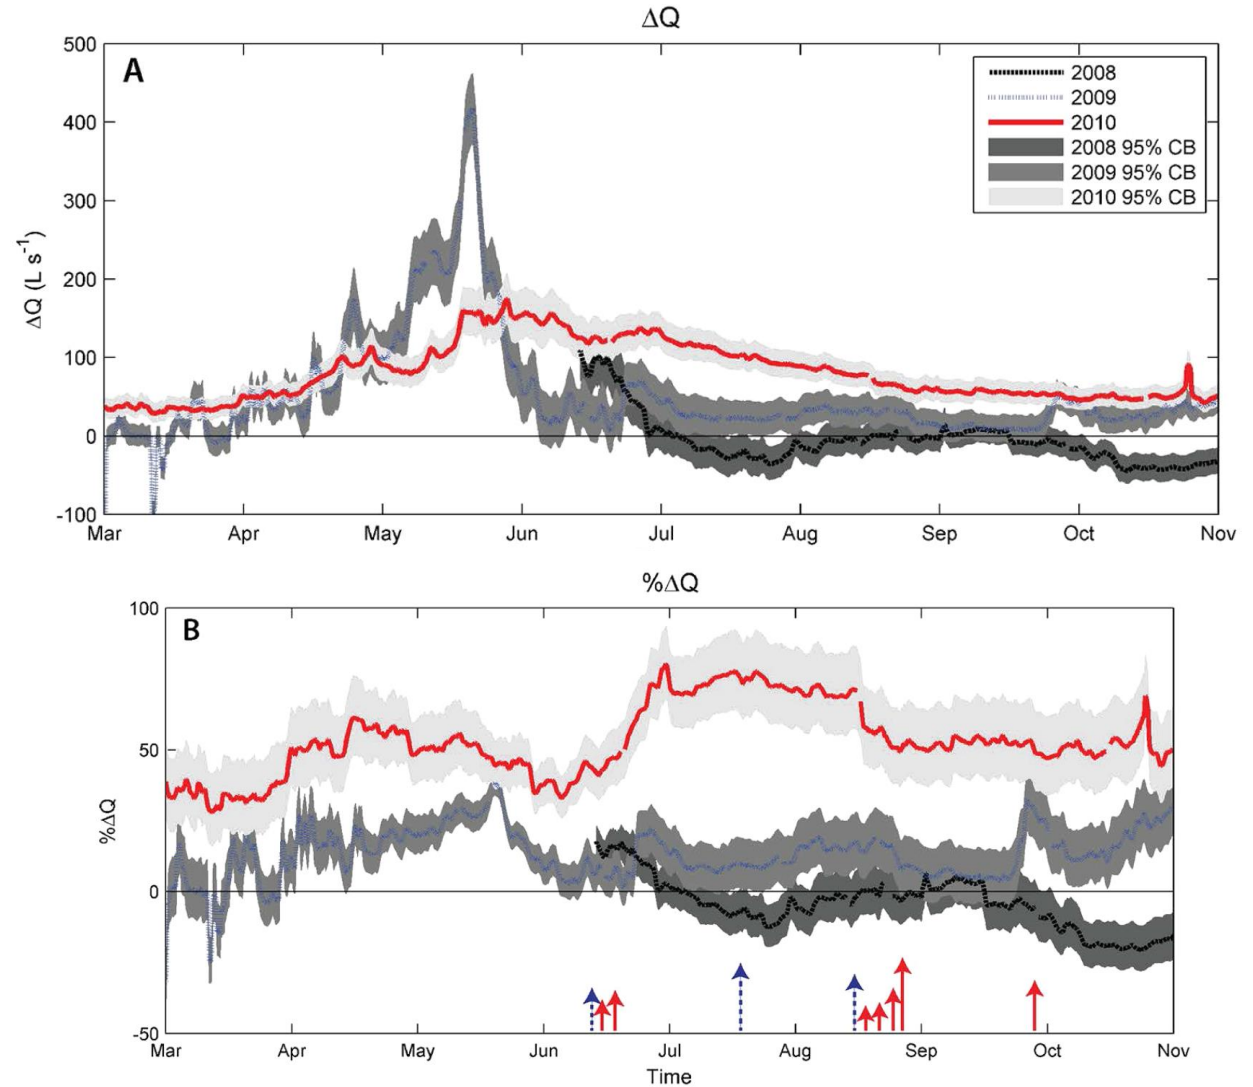 ΔQ
A
500
400
300
200
100
0
-100
ΔQ (L s⁻¹)
2008
2009
2010
2008 95% CB
2009 95% CB
2010 95% CB
Mar Apr May Jun Jul Aug Sep Oct Nov
%ΔQ
B
100
50
0
-50
%ΔQ
Mar Apr May Jun Jul Aug Sep Oct Nov
Time